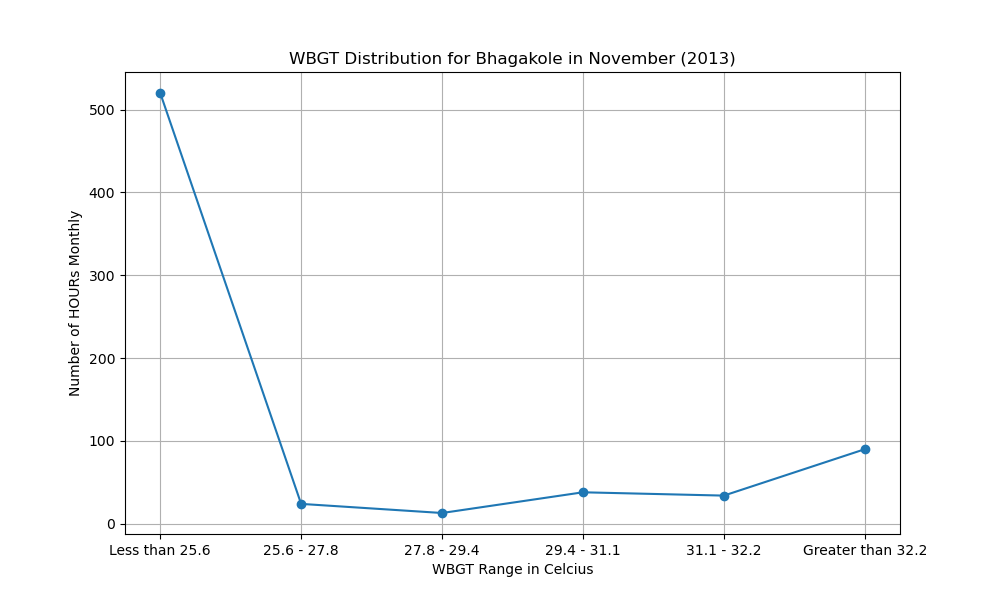 WBGT Distribution for Bhagakole in November (2013)
Number of HOURs Monthly
500
400
300
200
100
0
Less than 25.6
25.6 - 27.8
27.8 - 29.4
29.4 - 31.1
31.1 - 32.2
Greater than 32.2
WBGT Range in Celcius